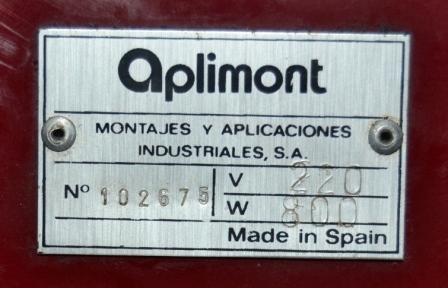 aplimont
MONTAJES Y APLICACIONES
INDUSTRIALES, S.A.
Nº 102675
V 220
W 800
Made in Spain